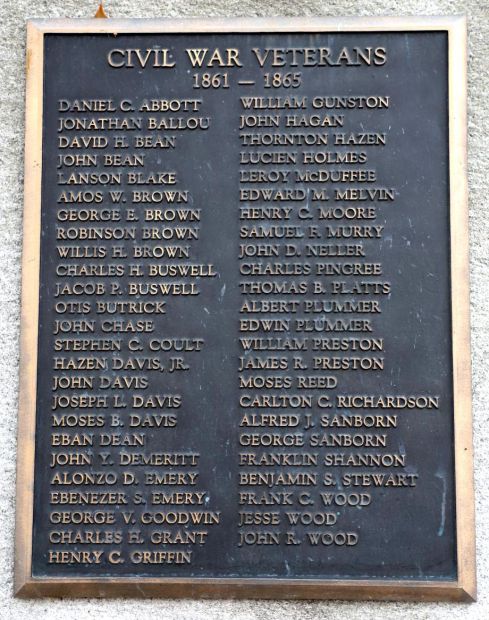 CIVIL WAR VETERANS
1861 — 1865
DANIEL C. ABBOTT
JONATHAN BALLOU
DAVID H. BEAN
JOHN BEAN
LANSON BLAKE
AMOS W. BROWN
GEORGE E. BROWN
ROBINSON BROWN
WILLIS H. BROWN
CHARLES H. BUSWELL
JACOB P. BUSWELL
OTIS BUTRICK
JOHN CHASE
STEPHEN C. COULT
HAZEN DAVIS, JR.
JOHN DAVIS
JOSEPH L. DAVIS
MOSES B. DAVIS
EBAN DEAN
JOHN Y. DEMERITT
ALONZO D. EMERY
EBENEZER S. EMERY
GEORGE V. GOODWIN
CHARLES H. GRANT
HENRY C. GRIFFIN
WILLIAM GUNSTON
JOHN HAGAN
THORNTON HAZEN
LUCIEN HOLMES
LEROY McDUFFEE
EDWARD M. MELVIN
HENRY C. MOORE
SAMUEL F. MURRY
JOHN D. NELLER
CHARLES PINGREE
THOMAS B. PLATTS
ALBERT PLUMMER
EDWIN PLUMMER
WILLIAM PRESTON
JAMES R. PRESTON
MOSES REED
CARLTON C. RICHARDSON
ALFRED J. SANBORN
GEORGE SANBORN
FRANKLIN SHANNON
BENJAMIN S. STEWART
FRANK C. WOOD
JESSE WOOD
JOHN R. WOOD